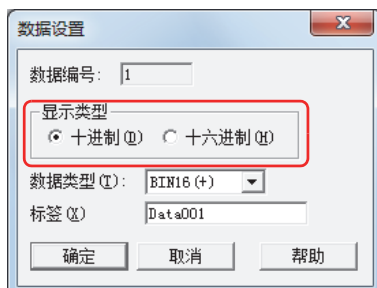 数据设置
数据编号: 1
显示类型
十进制(D) 十六进制(H)
数据类型(T): BIN16(+)
标签(X) Data001
确定 取消 帮助